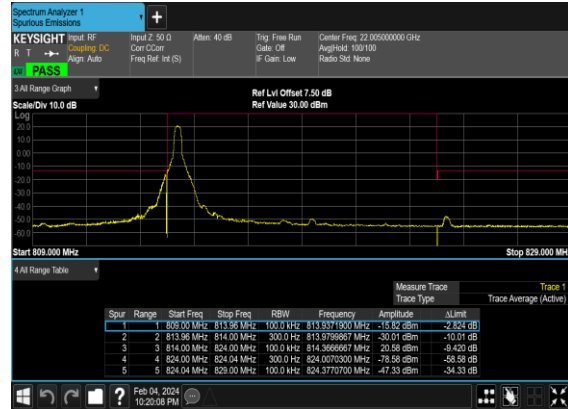 Spectrum Analyzer 1
Spurious Emissions
KEYSIGHT Input: RF Input Z: 50 Ω Atten: 40 dB Trig: Free Run Center Freq: 22.005000000 GHz
R T Coupling: DC Corr CCorr Gate: Off Avg|Hold: 100/100
Align: Auto Freq Ref: Int (S) IF Gain: Low Radio Std: None
PASS
3 All Range Graph Ref Lvl Offset 7.50 dB
Scale/Div 10.0 dB Ref Value 30.00 dBm
Log
20.0
10.0
0.00
-10.0
-20.0
-30.0
-40.0
-50.0
-60.0
Start 809.000 MHz Stop 829.000 MH
4 All Range Table
Measure Trace Trace 1
Trace Type Trace Average (Active)
Spur Range Start Freq Stop Freq RBW Frequency Amplitude ΔLimit
1 1 809.00 MHz 813.96 MHz 100.0 kHz 813.9371900 MHz -15.82 dBm -2.824 dB
2 2 813.96 MHz 814.00 MHz 300.0 Hz 813.9799867 MHz -30.01 dBm -10.01 dB
3 3 814.00 MHz 824.00 MHz 100.0 kHz 814.3666667 MHz 20.58 dBm -9.420 dB
4 4 824.00 MHz 824.04 MHz 300.0 Hz 824.0070300 MHz -78.58 dBm -58.58 dB
5 5 824.04 MHz 829.00 MHz 100.0 kHz 824.3770700 MHz -47.33 dBm -34.33 dB
Feb 04, 2024
10:20:08 PM